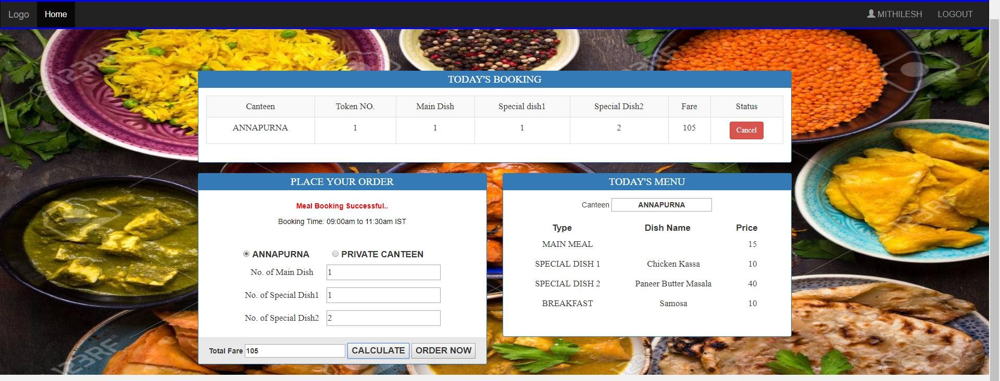 Logo Home MITHILESH LOGOUT
TODAY'S BOOKING
Canteen Token NO. Main Dish Special dish1 Special Dish2 Fare Status
ANNAPURNA 1 1 1 2 105 Cancel
PLACE YOUR ORDER
Meal Booking Successful..
Booking Time: 09:00am to 11:30am IST
ANNAPURNA PRIVATE CANTEEN
No. of Main Dish 1
No. of Special Dish1 1
No. of Special Dish2 2
Total Fare 105 CALCULATE ORDER NOW
TODAY'S MENU
Canteen ANNAPURNA
Type Dish Name Price
MAIN MEAL 15
SPECIAL DISH 1 Chicken Kassa 10
SPECIAL DISH 2 Paneer Butter Masala 40
BREAKFAST Samosa 10
123RF
123RF
123RF
123RF